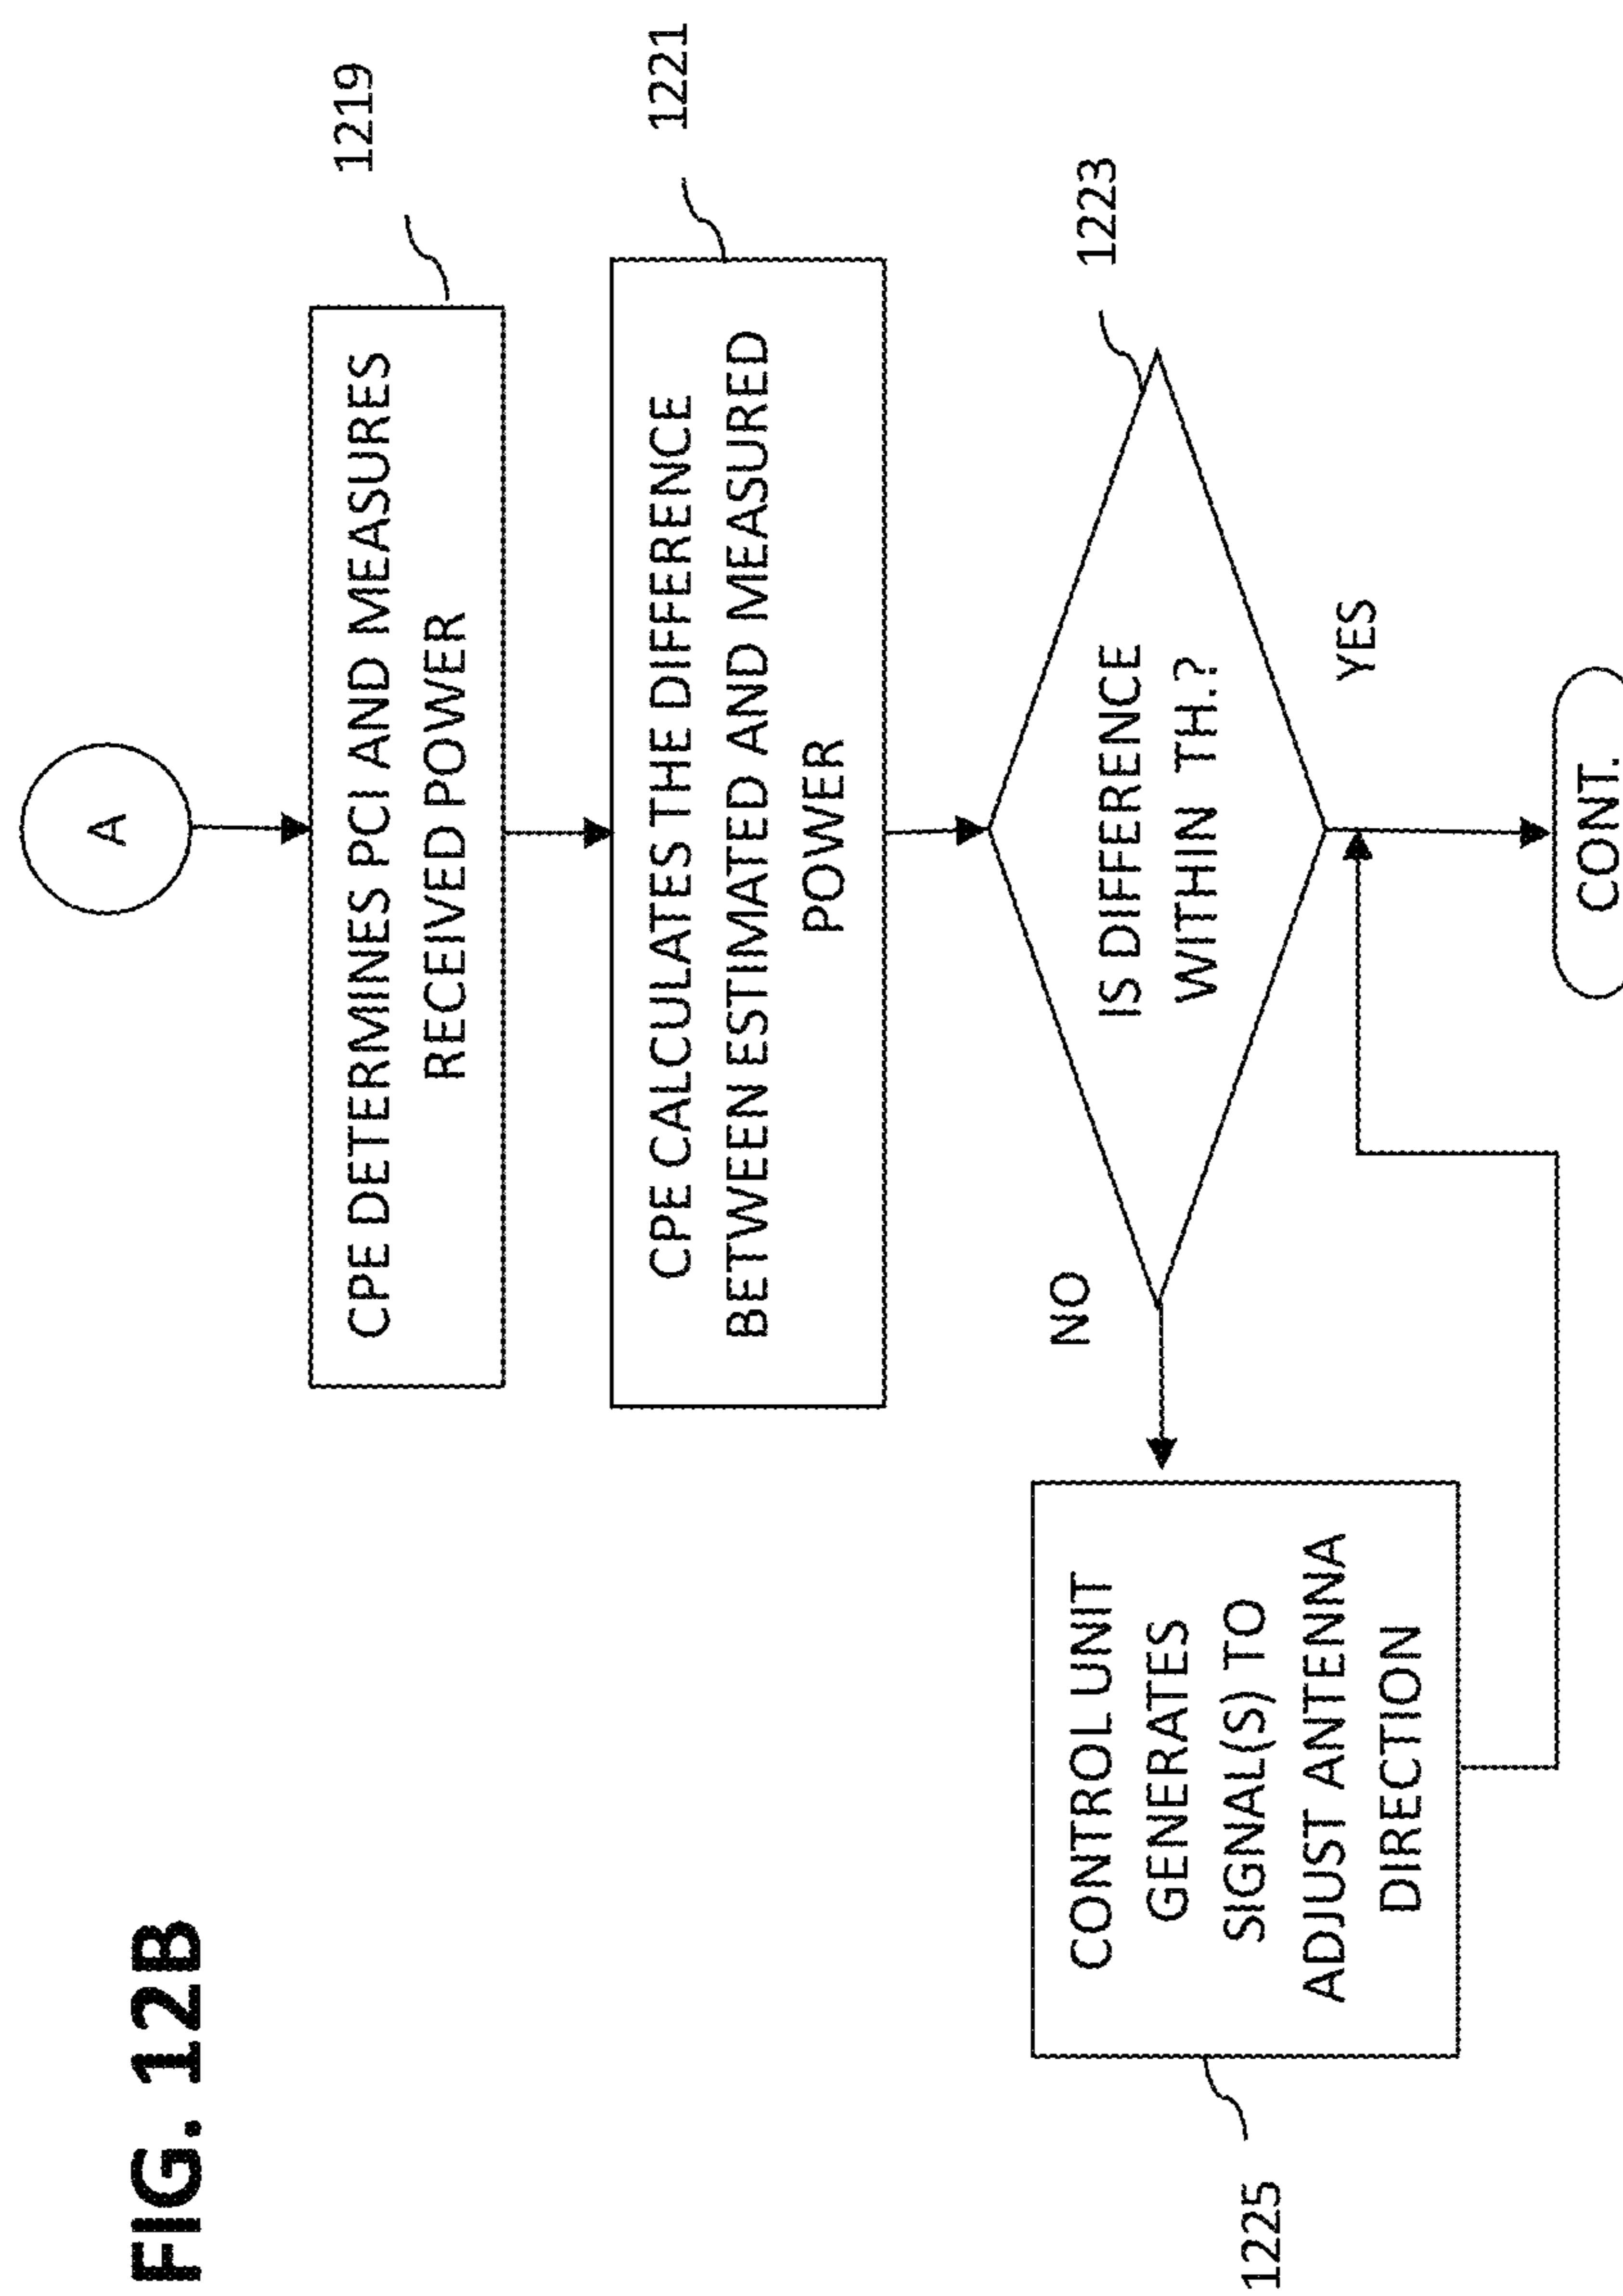 FIG. 12B
A
1219
CPE DETERMINES PCI AND MEASURES
RECEIVED POWER
1221
CPE CALCULATES THE DIFFERENCE
BETWEEN ESTIMATED AND MEASURED
POWER
1223
IS DIFFERENCE
WITHIN TH.?
NO
YES
CONTROL UNIT
GENERATES
SIGNAL(S) TO
ADJUST ANTENNA
DIRECTION
1225
CONT.